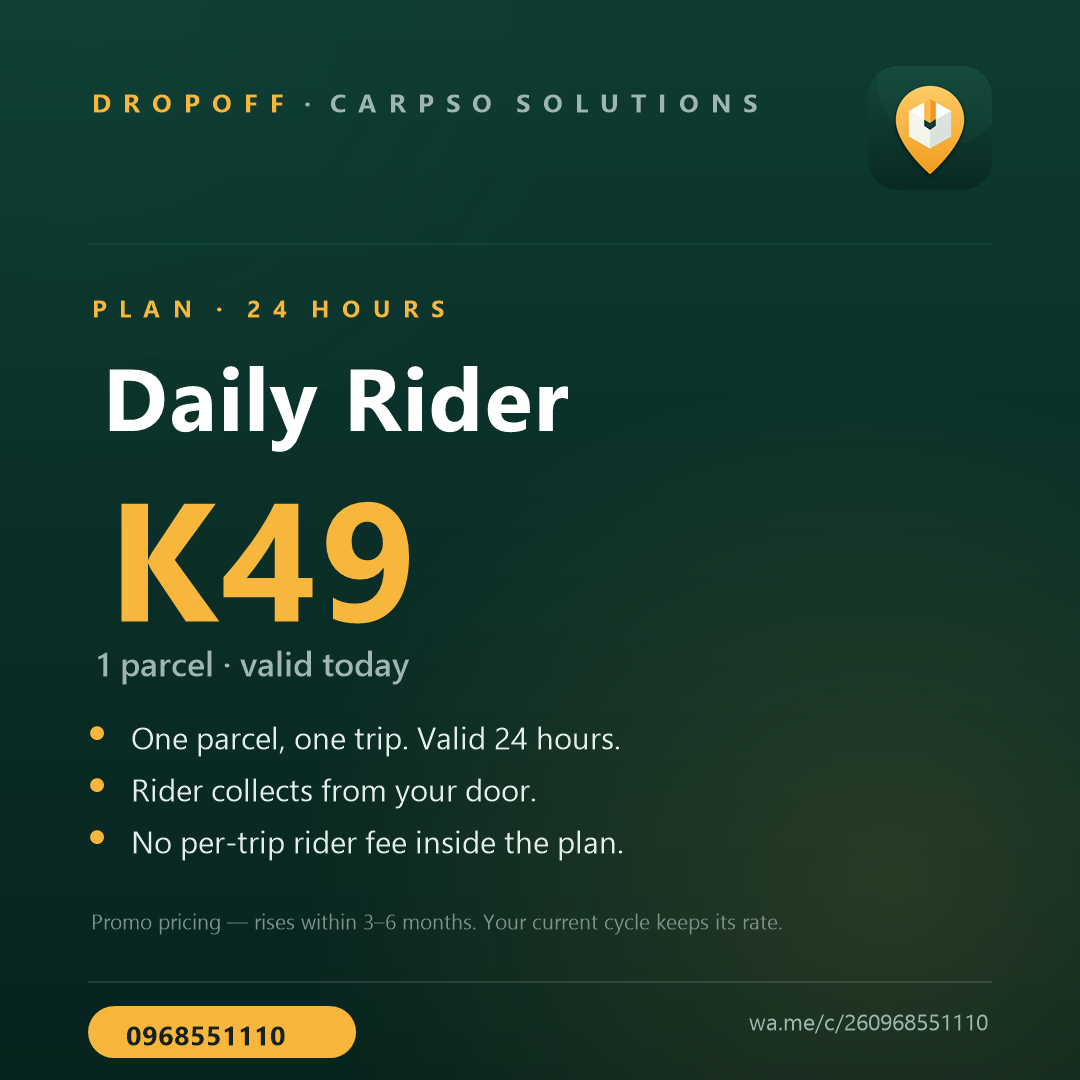 DROPOFF · CARPSO SOLUTIONS
PLAN · 24 HOURS
Daily Rider
K49
1 parcel · valid today
One parcel, one trip. Valid 24 hours.
Rider collects from your door.
No per-trip rider fee inside the plan.
Promo pricing — rises within 3–6 months. Your current cycle keeps its rate.
0968551110
wa.me/c/260968551110